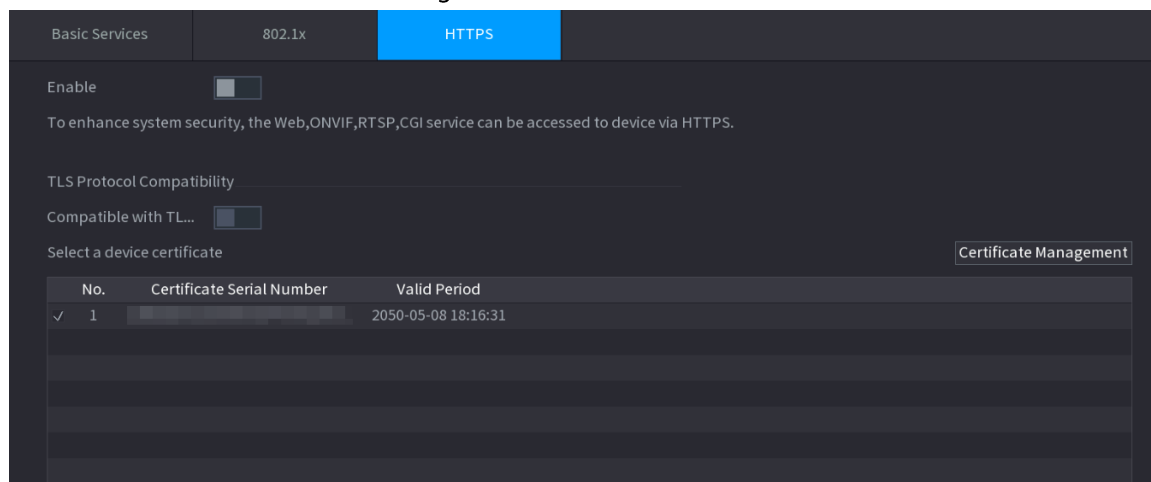 Basic Services 802.1x HTTPS
Enable
To enhance system security, the Web,ONVIF,RTSP,CGI service can be accessed to device via HTTPS.
TLS Protocol Compatibility
Compatible with TL...
Select a device certificate Certificate Management
No. Certificate Serial Number Valid Period
1 2050-05-08 18:16:31